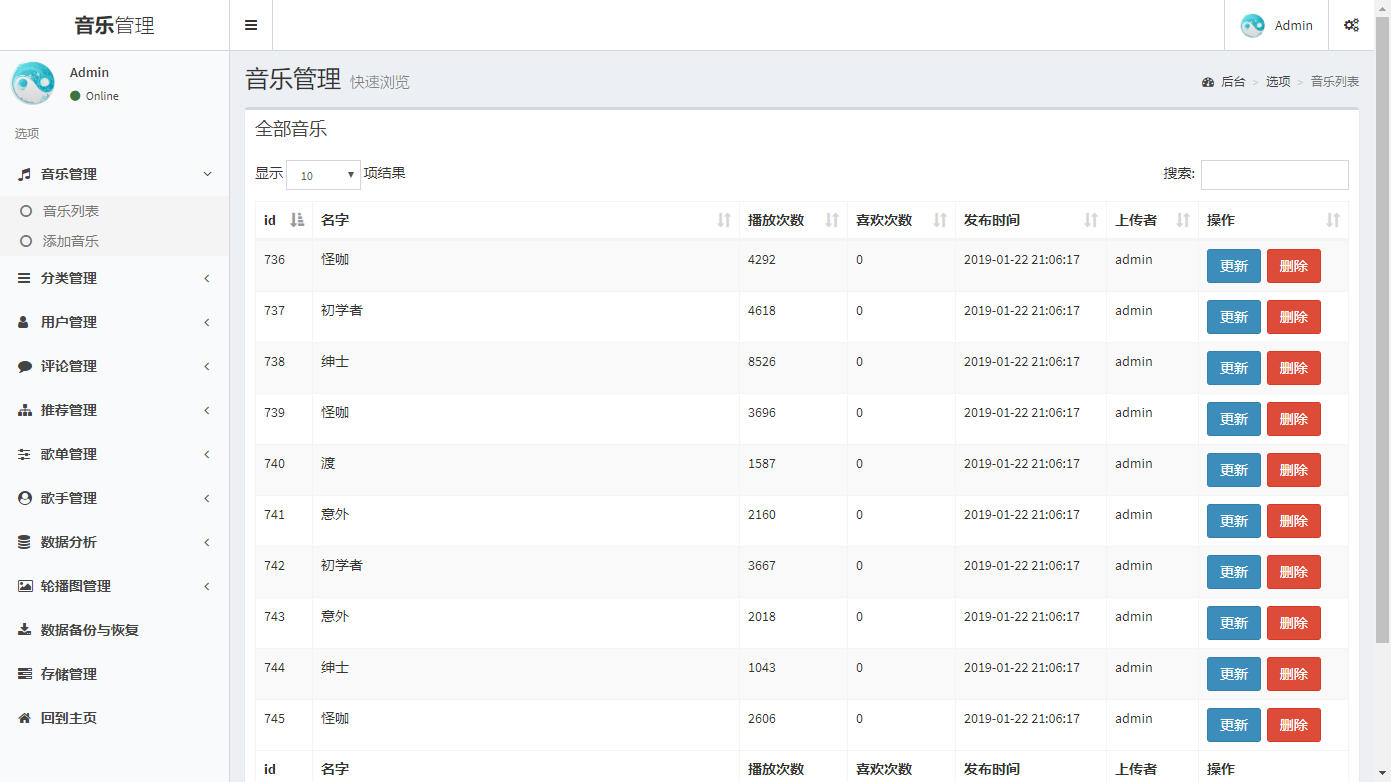 音乐管理
Admin
Admin
Online
选项
音乐管理
音乐列表
添加音乐
分类管理
用户管理
评论管理
推荐管理
歌单管理
歌手管理
数据分析
轮播图管理
数据备份与恢复
存储管理
回到主页
音乐管理 快速浏览
后台 > 选项 > 音乐列表
全部音乐
显示 10 项结果 搜索:
id 名字 播放次数 喜欢次数 发布时间 上传者 操作
736 怪咖 4292 0 2019-01-22 21:06:17 admin 更新 删除
737 初学者 4618 0 2019-01-22 21:06:17 admin 更新 删除
738 绅士 8526 0 2019-01-22 21:06:17 admin 更新 删除
739 怪咖 3696 0 2019-01-22 21:06:17 admin 更新 删除
740 渡 1587 0 2019-01-22 21:06:17 admin 更新 删除
741 意外 2160 0 2019-01-22 21:06:17 admin 更新 删除
742 初学者 3667 0 2019-01-22 21:06:17 admin 更新 删除
743 意外 2018 0 2019-01-22 21:06:17 admin 更新 删除
744 绅士 1043 0 2019-01-22 21:06:17 admin 更新 删除
745 怪咖 2606 0 2019-01-22 21:06:17 admin 更新 删除
id 名字 播放次数 喜欢次数 发布时间 上传者 操作